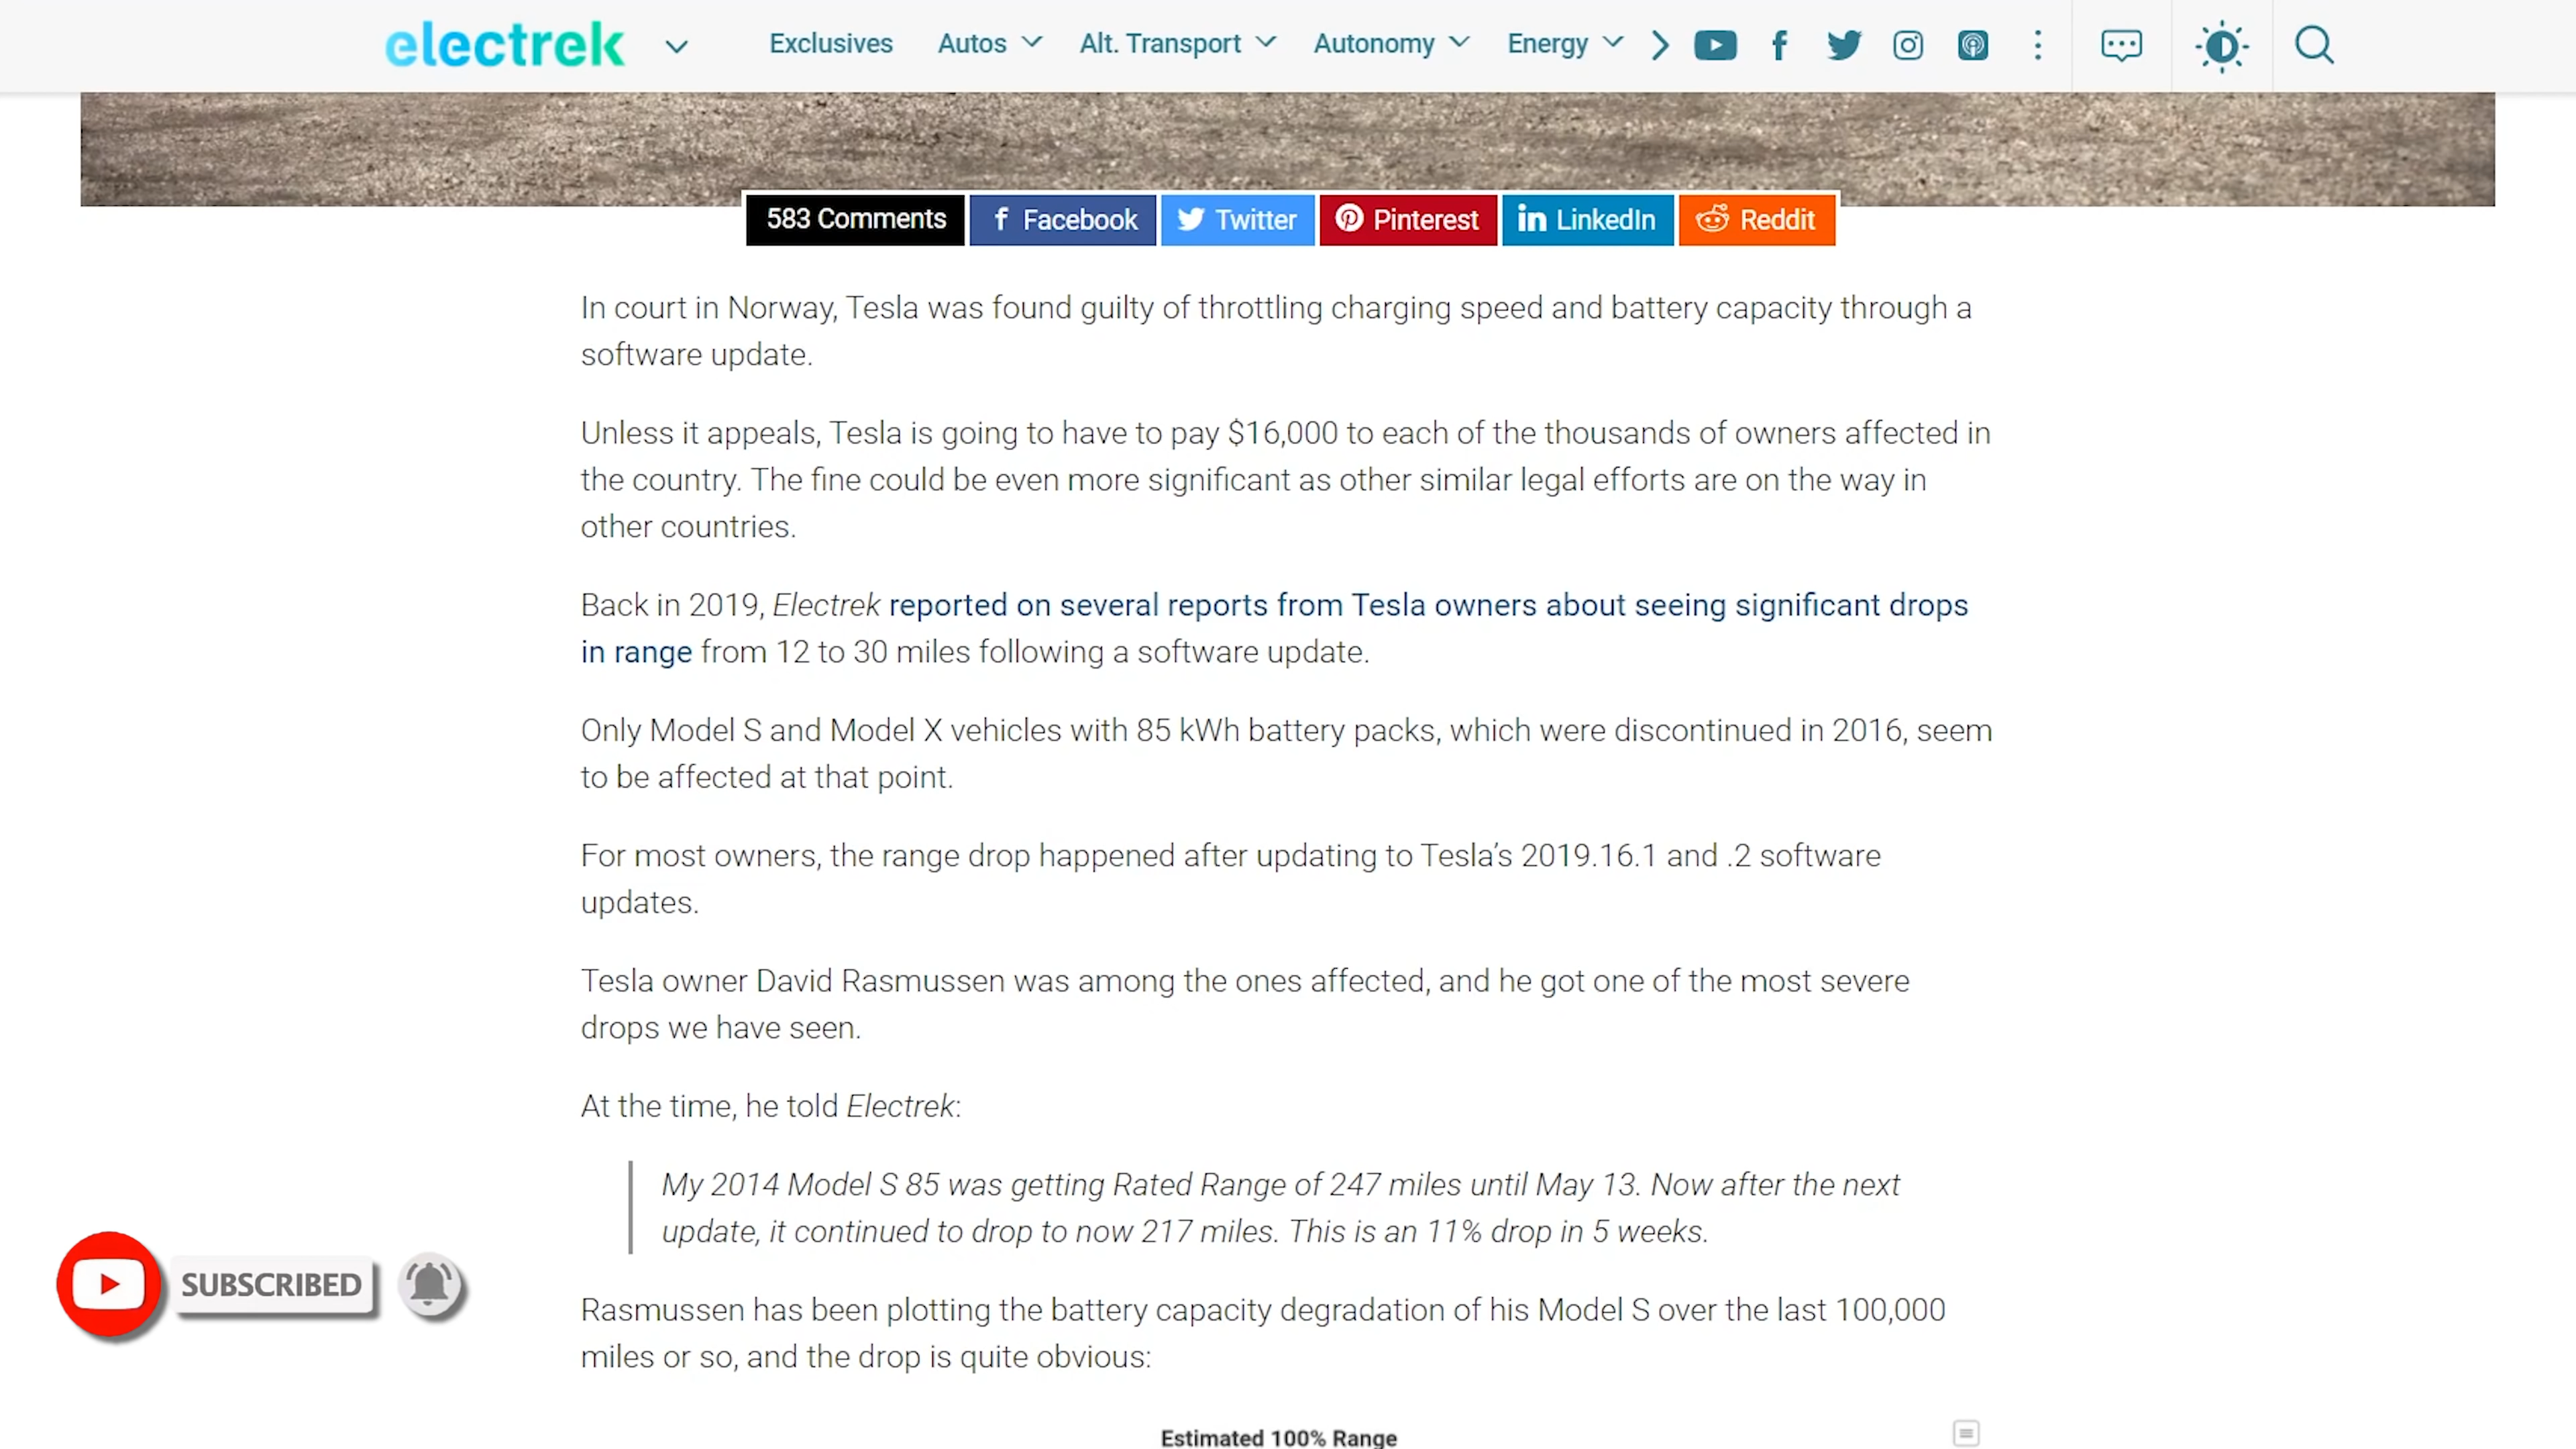 electrek
Exclusives Autos Alt. Transport Autonomy Energy
583 Comments Facebook Twitter Pinterest LinkedIn Reddit
In court in Norway, Tesla was found guilty of throttling charging speed and battery capacity through a
software update.
Unless it appeals, Tesla is going to have to pay $16,000 to each of the thousands of owners affected in
the country. The fine could be even more significant as other similar legal efforts are on the way in
other countries.
Back in 2019, Electrek reported on several reports from Tesla owners about seeing significant drops
in range from 12 to 30 miles following a software update.
Only Model S and Model X vehicles with 85 kWh battery packs, which were discontinued in 2016, seem
to be affected at that point.
For most owners, the range drop happened after updating to Tesla's 2019.16.1 and .2 software
updates.
Tesla owner David Rasmussen was among the ones affected, and he got one of the most severe
drops we have seen.
At the time, he told Electrek:
My 2014 Model S 85 was getting Rated Range of 247 miles until May 13. Now after the next
update, it continued to drop to now 217 miles. This is an 11% drop in 5 weeks.
SUBSCRIBED
Rasmussen has been plotting the battery capacity degradation of his Model S over the last 100,000
miles or so, and the drop is quite obvious:
Estimated 100% Range